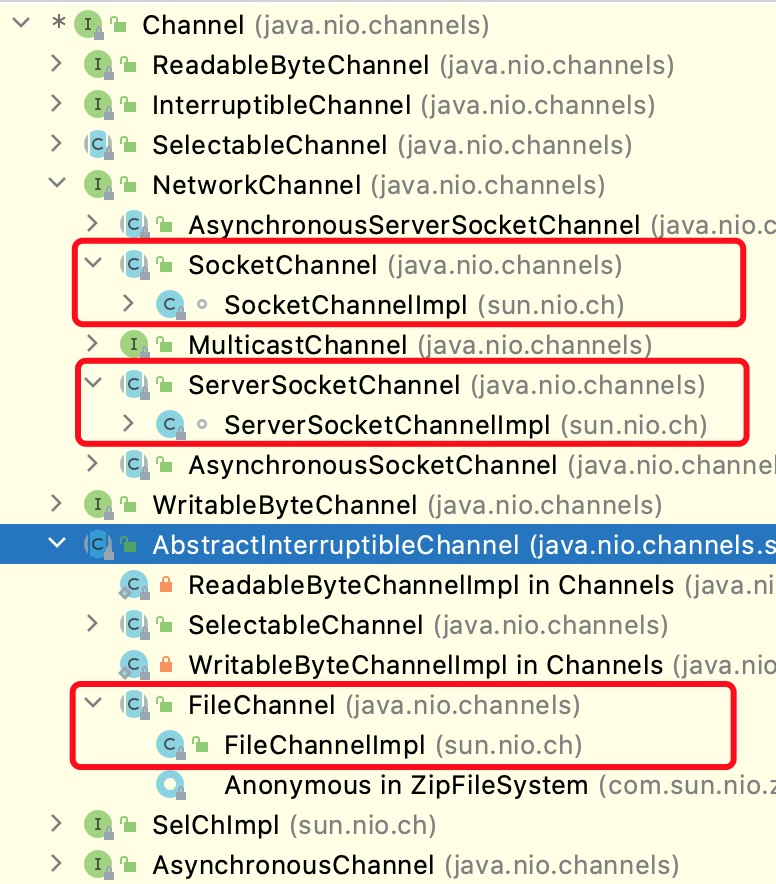 * Channel (java.nio.channels)
ReadableByteChannel (java.nio.channels)
InterruptibleChannel (java.nio.channels)
SelectableChannel (java.nio.channels)
NetworkChannel (java.nio.channels)
AsynchronousServerSocketChannel (java.nio.c
SocketChannel (java.nio.channels)
SocketChannelImpl (sun.nio.ch)
MulticastChannel (java.nio.channels)
ServerSocketChannel (java.nio.channels)
ServerSocketChannelImpl (sun.nio.ch)
AsynchronousSocketChannel (java.nio.channel
WritableByteChannel (java.nio.channels)
AbstractInterruptibleChannel (java.nio.channels.s
ReadableByteChannelImpl in Channels (java.ni
SelectableChannel (java.nio.channels)
WritableByteChannelImpl in Channels (java.nio
FileChannel (java.nio.channels)
FileChannelImpl (sun.nio.ch)
Anonymous in ZipFileSystem (com.sun.nio.z
SelChImpl (sun.nio.ch)
AsynchronousChannel (java.nio.channels)